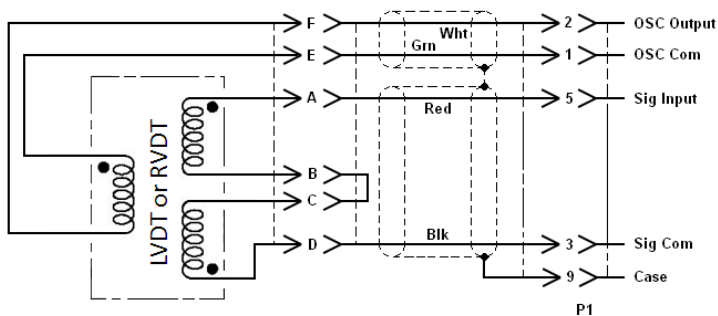 F Wht 2 OSC Output
E Grn 1 OSC Com
A Red 5 Sig Input
LVDT or RVDT
B
C
D Blk 3 Sig Com
9 Case
P1